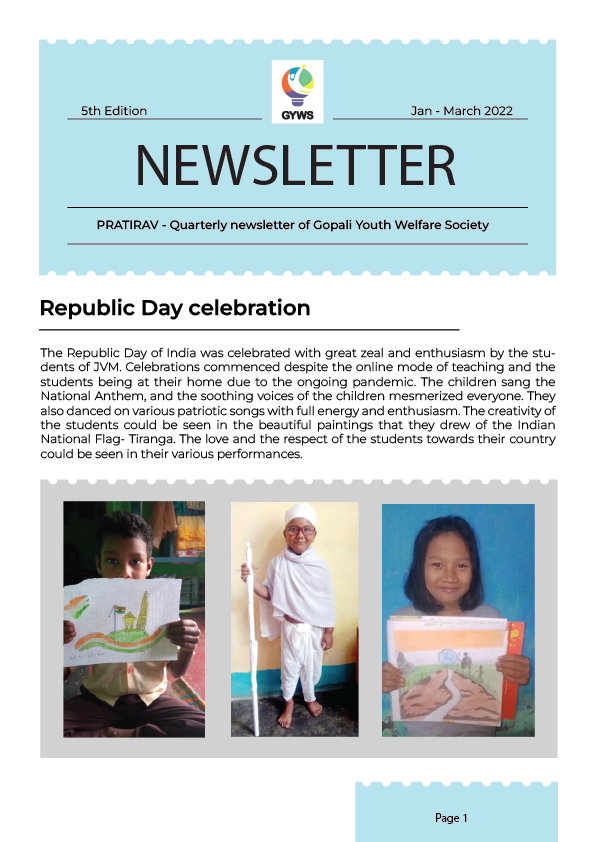 GYWS
5th Edition
Jan - March 2022
NEWSLETTER
PRATIRAV - Quarterly newsletter of Gopali Youth Welfare Society
Republic Day celebration
The Republic Day of India was celebrated with great zeal and enthusiasm by the stu-
dents of JVM. Celebrations commenced despite the online mode of teaching and the
students being at their home due to the ongoing pandemic. The children sang the
National Anthem, and the soothing voices of the children mesmerized everyone. They
also danced on various patriotic songs with full energy and enthusiasm. The creativity of
the students could be seen in the beautiful paintings that they drew of the Indian
National Flag- Tiranga. The love and the respect of the students towards their country
could be seen in their various performances.
Page 1